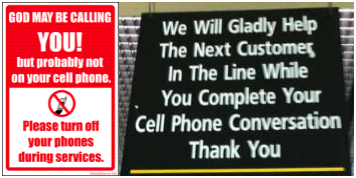 GOD MAY BE CALLING
YOU!
but probably not
on your cell phone.
Please turn off
your phones
during services.
We Will Gladly Help
The Next Customer
In The Line While
You Complete Your
Cell Phone Conversation
Thank You